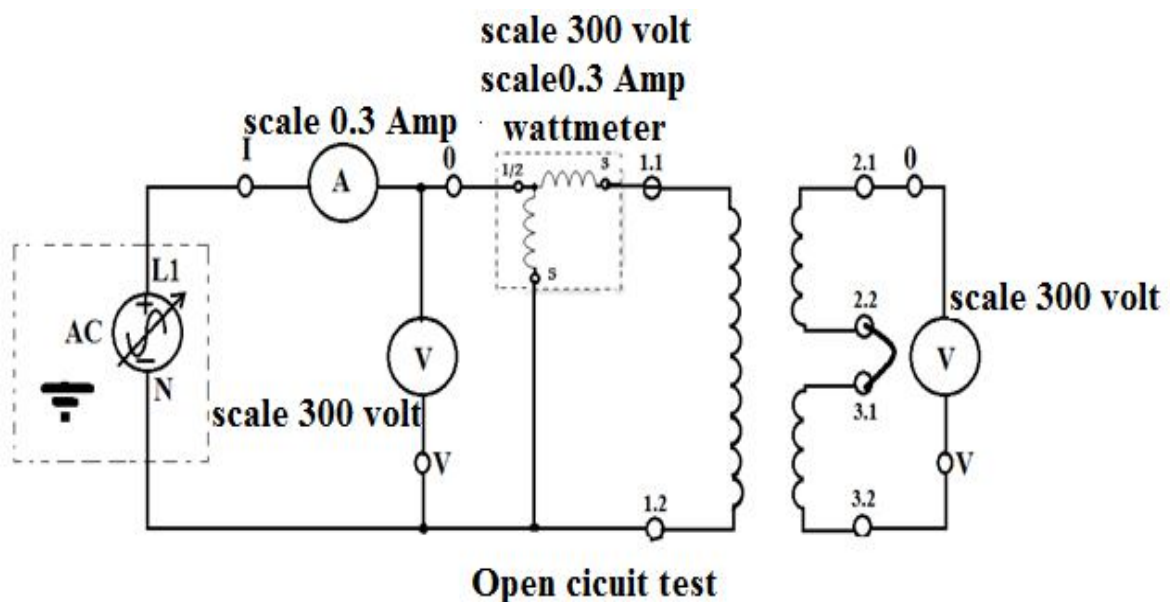 scale 300 volt
scale0.3 Amp
wattmeter
scale 0.3 Amp
I
A
0
1/2
3
1.1
S
2.1
0
L1
AC
N
V
scale 300 volt
V
1.2
2.2
3.1
V
scale 300 volt
V
3.2
Open cicuit test